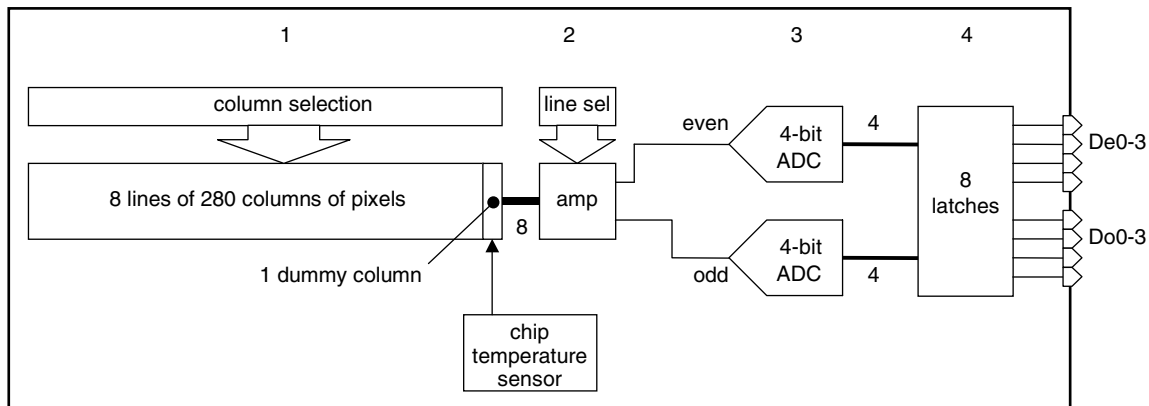 1 2 3 4
column selection
line sel
8 lines of 280 columns of pixels
1 dummy column
chip
temperature
sensor
8
amp
even
odd
4-bit
ADC
4
4-bit
ADC
4
8
latches
De0-3
Do0-3